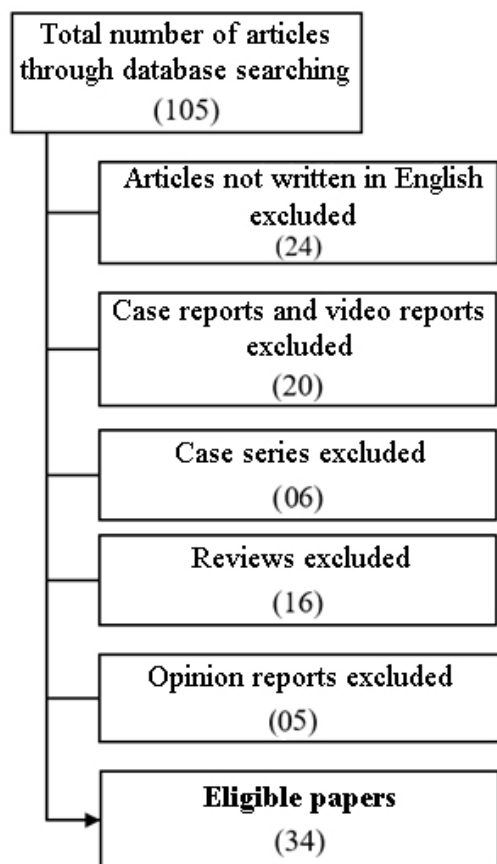 Total number of articles
through database searching
(105)
Articles not written in English
excluded
(24)
Case reports and video reports
excluded
(20)
Case series excluded
(06)
Reviews excluded
(16)
Opinion reports excluded
(05)
Eligible papers
(34)